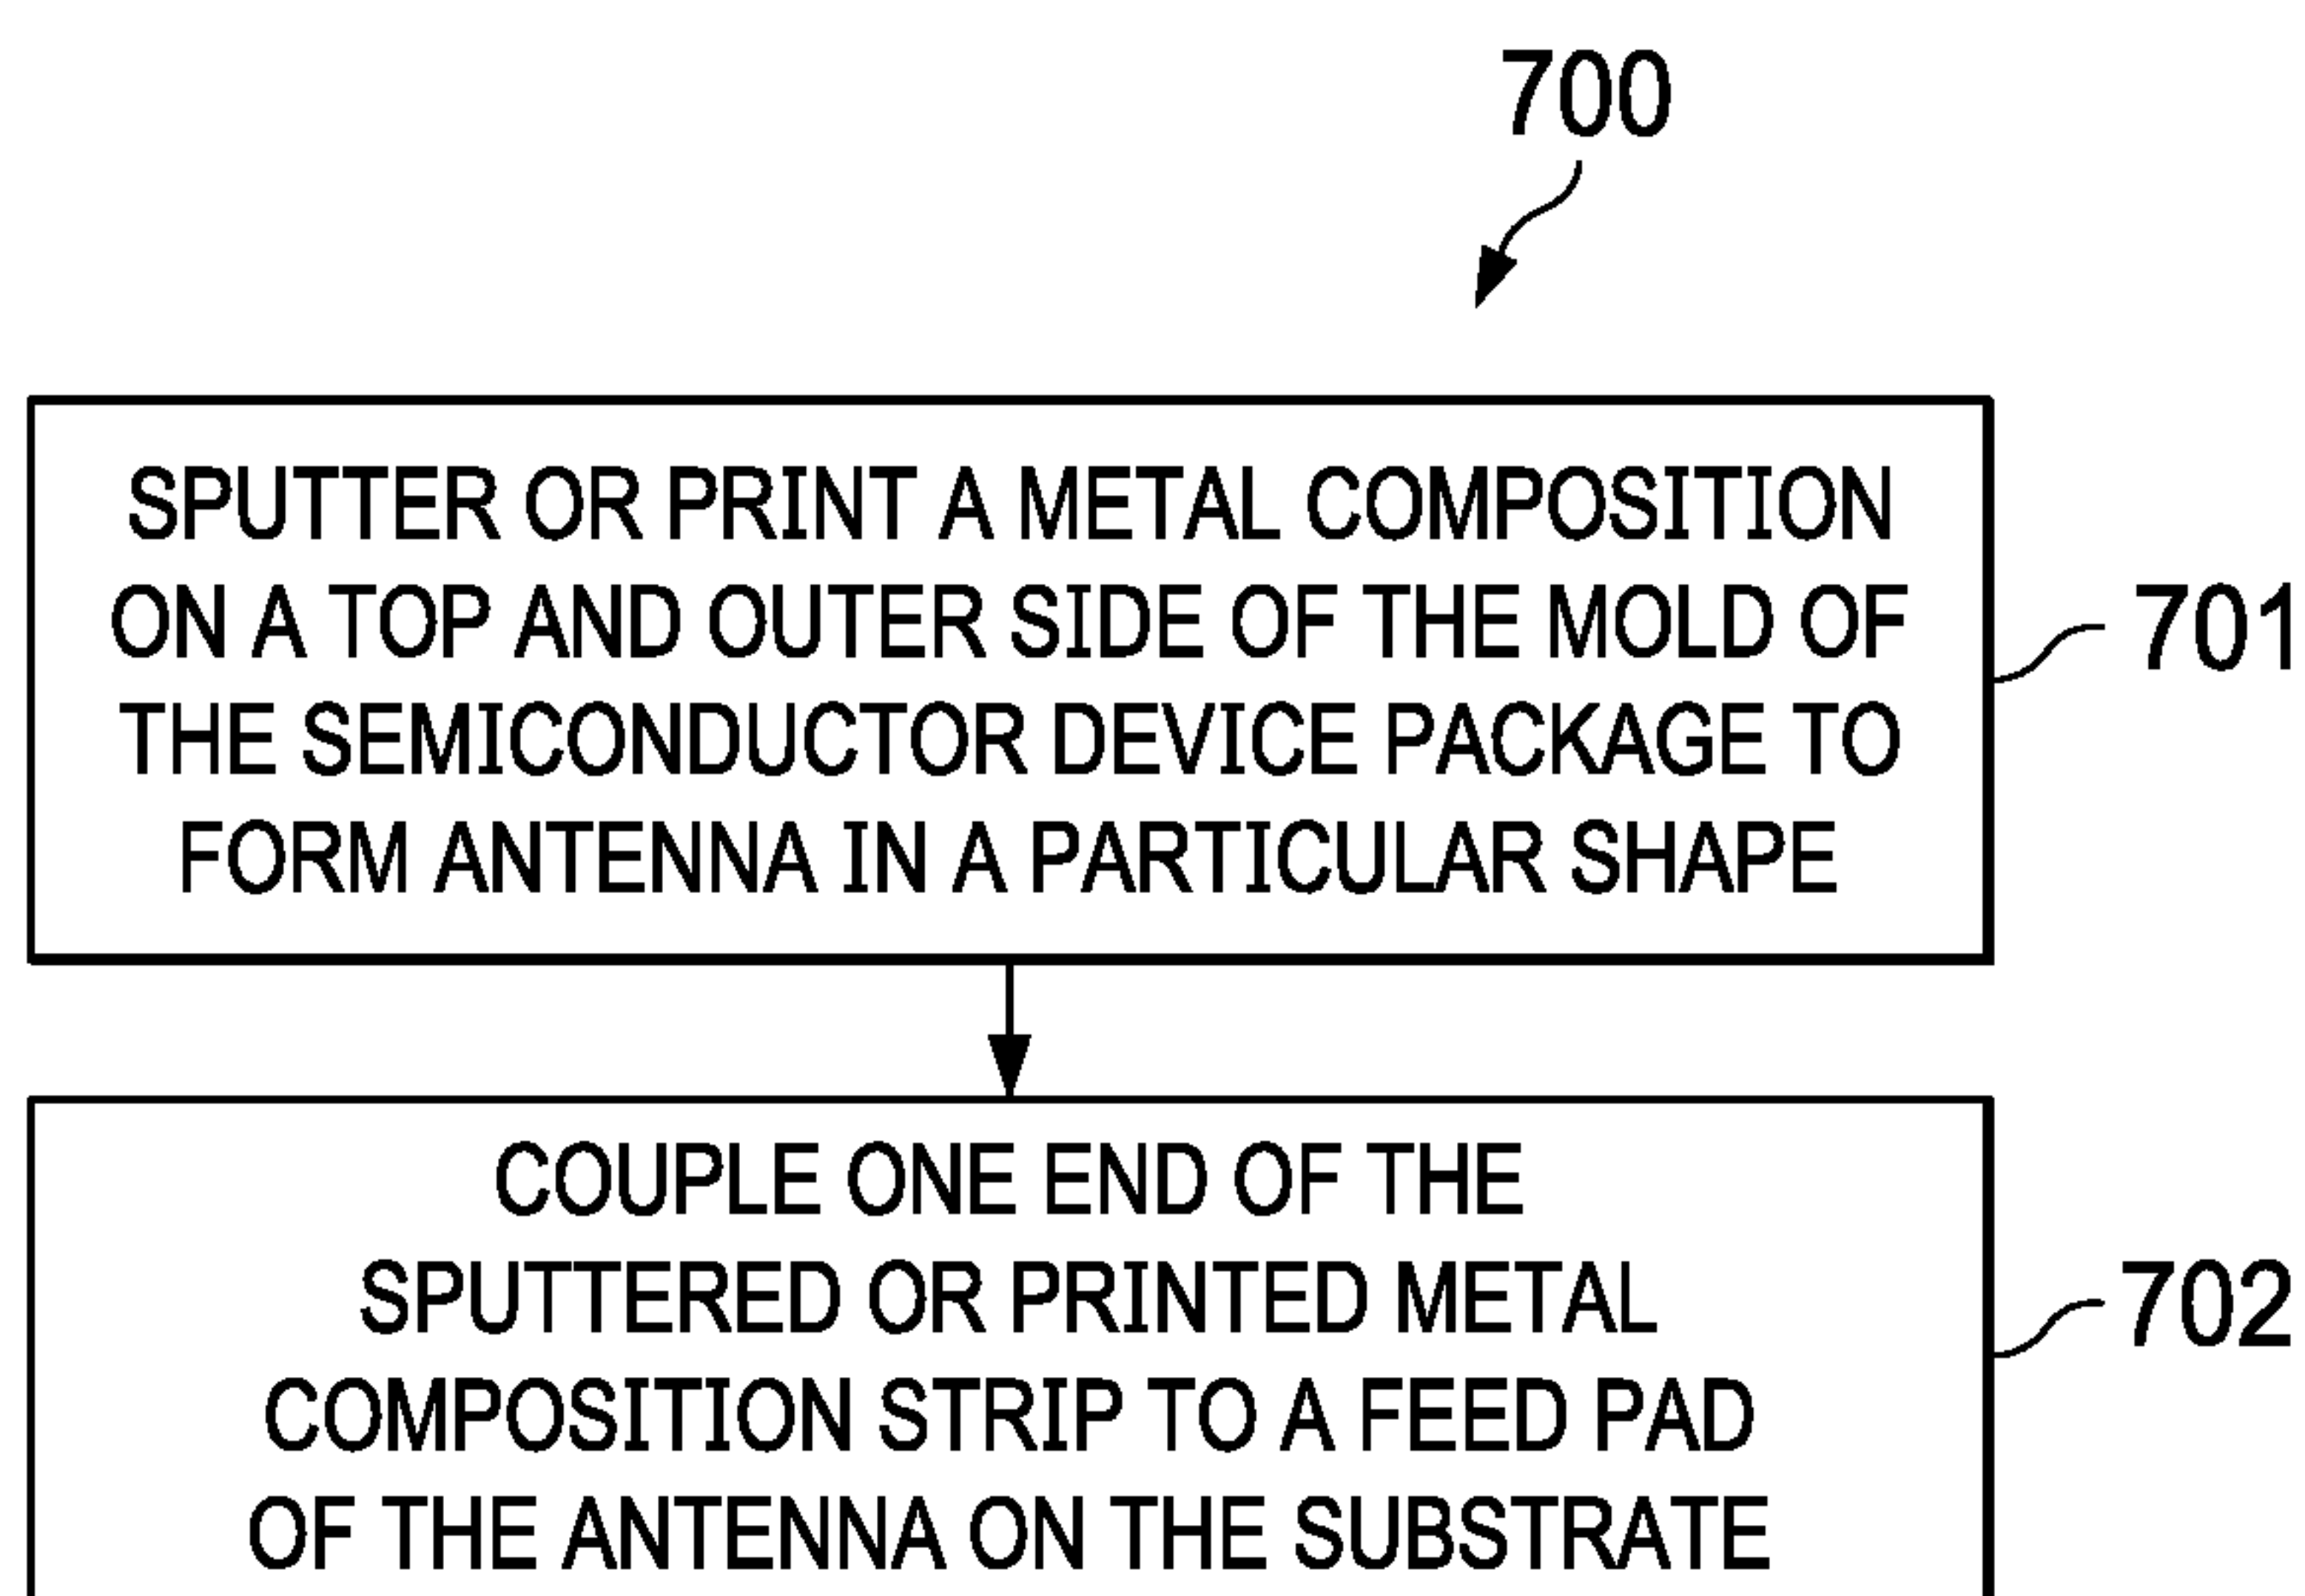 700
SPUTTER OR PRINT A METAL COMPOSITION
ON A TOP AND OUTER SIDE OF THE MOLD OF
THE SEMICONDUCTOR DEVICE PACKAGE TO
FORM ANTENNA IN A PARTICULAR SHAPE
701
COUPLE ONE END OF THE
SPUTTERED OR PRINTED METAL
COMPOSITION STRIP TO A FEED PAD
OF THE ANTENNA ON THE SUBSTRATE
702